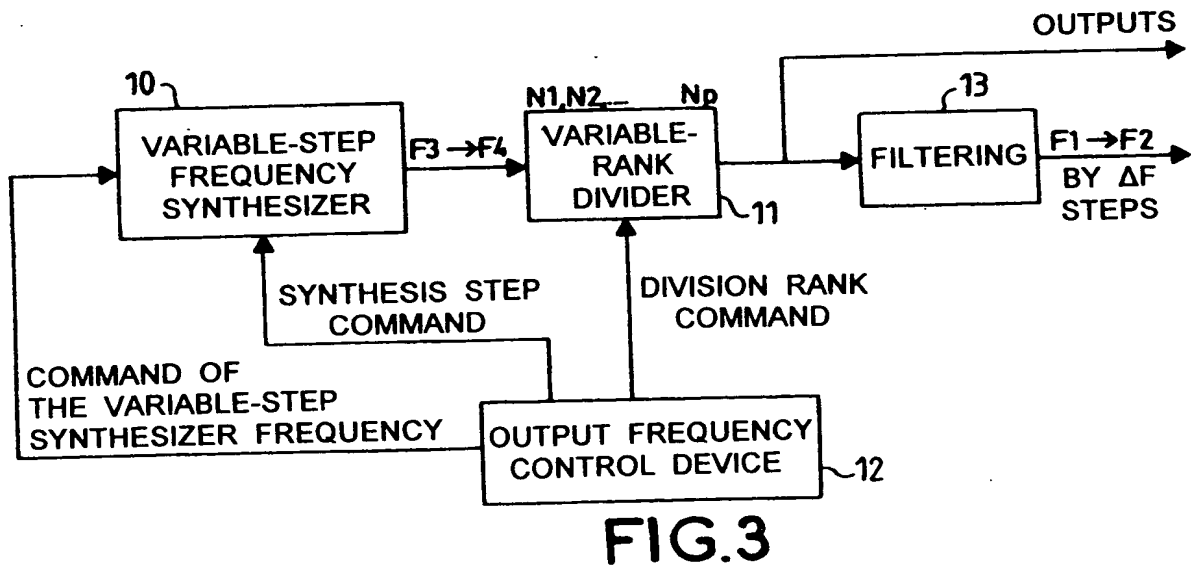 OUTPUTS
10
N1,N2,... Np
13
VARIABLE-STEP
FREQUENCY
SYNTHESIZER
F3→F4
VARIABLE-
RANK
DIVIDER
11
FILTERING
F1→F2
BY ΔF
STEPS
SYNTHESIS STEP
COMMAND
DIVISION RANK
COMMAND
COMMAND OF
THE VARIABLE-STEP
SYNTHESIZER FREQUENCY
OUTPUT FREQUENCY
CONTROL DEVICE
12
FIG.3